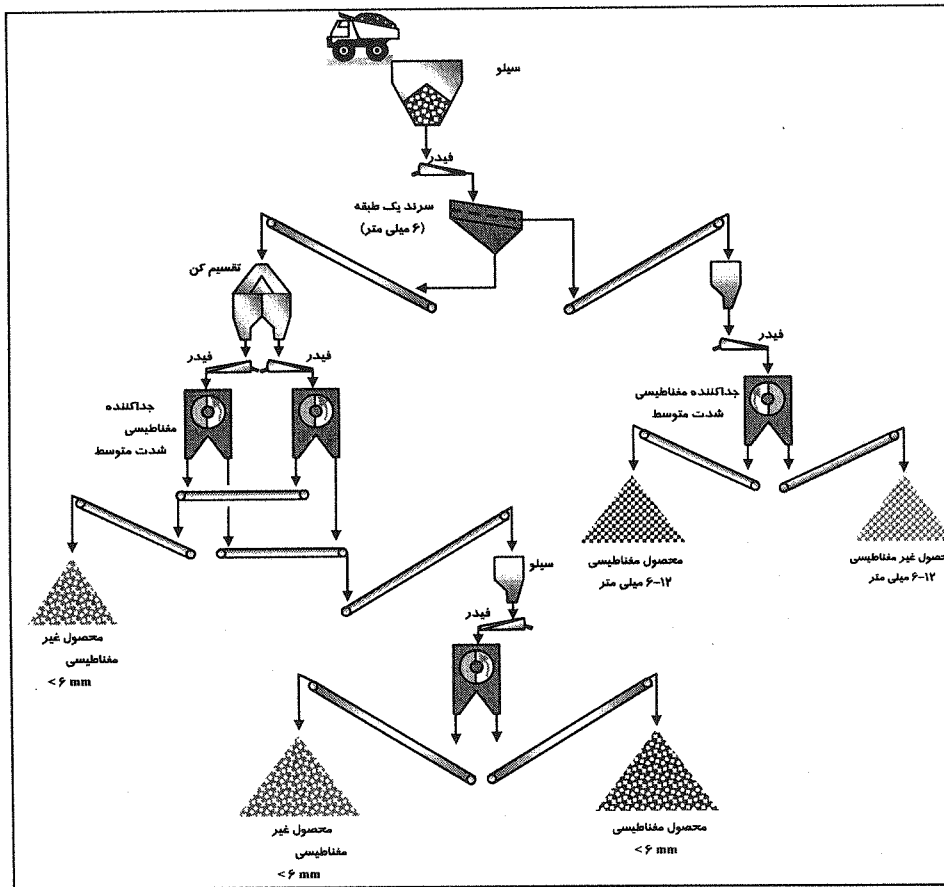 سیلو
فیدر
سرند یک طبقه
(۶ میلی متر)
تقسیم کن
فیدر
فیدر
فیدر
جداکننده
مغناطیسی
شدت متوسط
جداکننده مغناطیسی
شدت متوسط
محصول مغناطیسی
۶-۱۲ میلی متر
حصول غیر مغناطیسی
۶-۱۲ میلی متر
سیلو
فیدر
محصول غیر
مغناطیسی
<۶ mm
محصول غیر
مغناطیسی
<۶ mm
محصول مغناطیسی
<۶ mm